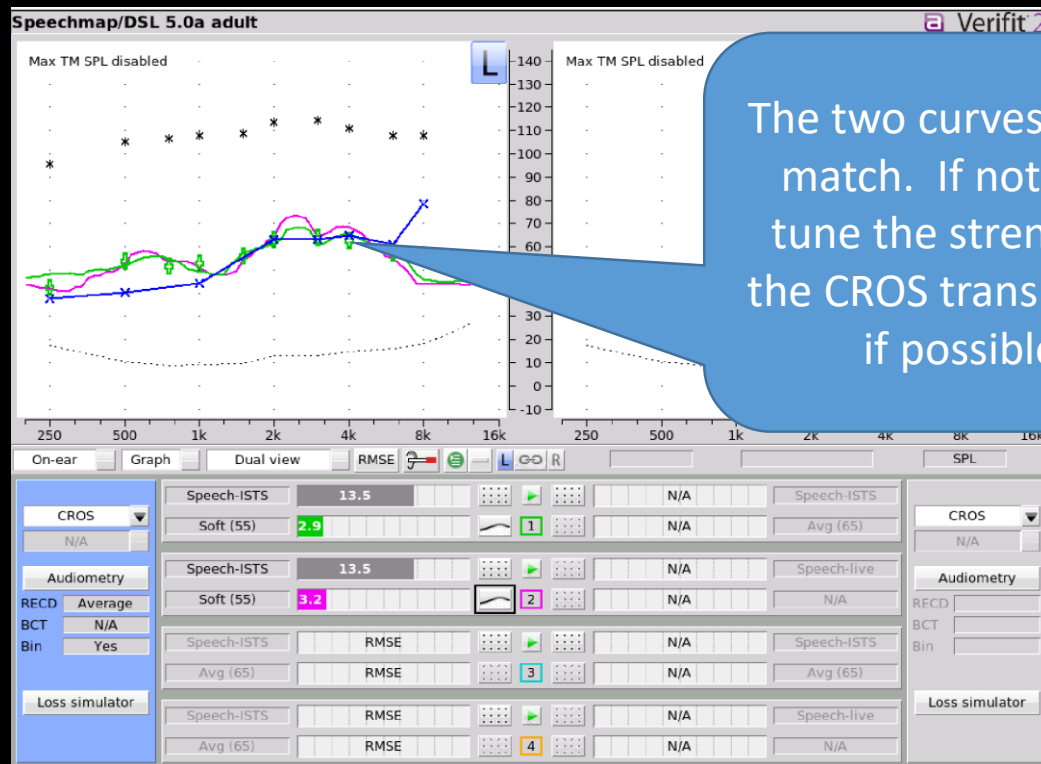 Speechmap/DSL 5.0a adult
a Verifit 2
Max TM SPL disabled
L
Max TM SPL disabled
140
130
120
110
100
90
80
70
60
30
20
10
0
-10
The two curves
match. If not
tune the
the CROS
if
250 500 1k 2k 4k 8k 16k
250 500 1k 2k 4k 8k 16k
On-ear Graph Dual view RMSE L R SPL
CROS
N/A
Audiometry
RECD Average
BCT N/A
Bin Yes
Loss simulator
Speech-ISTS 13.5 N/A Speech-ISTS
Soft (55) 2.9 1 N/A Avg (65)
Speech-ISTS 13.5 N/A Speech-live
Soft (55) 3.2 2 N/A N/A
Speech-ISTS RMSE N/A Speech-ISTS
Avg (65) RMSE 3 N/A Avg (65)
Speech-ISTS RMSE N/A Speech-live
Avg (65) RMSE 4 N/A N/A
CROS
N/A
Audiometry
RECD
BCT
Bin
Loss simulator